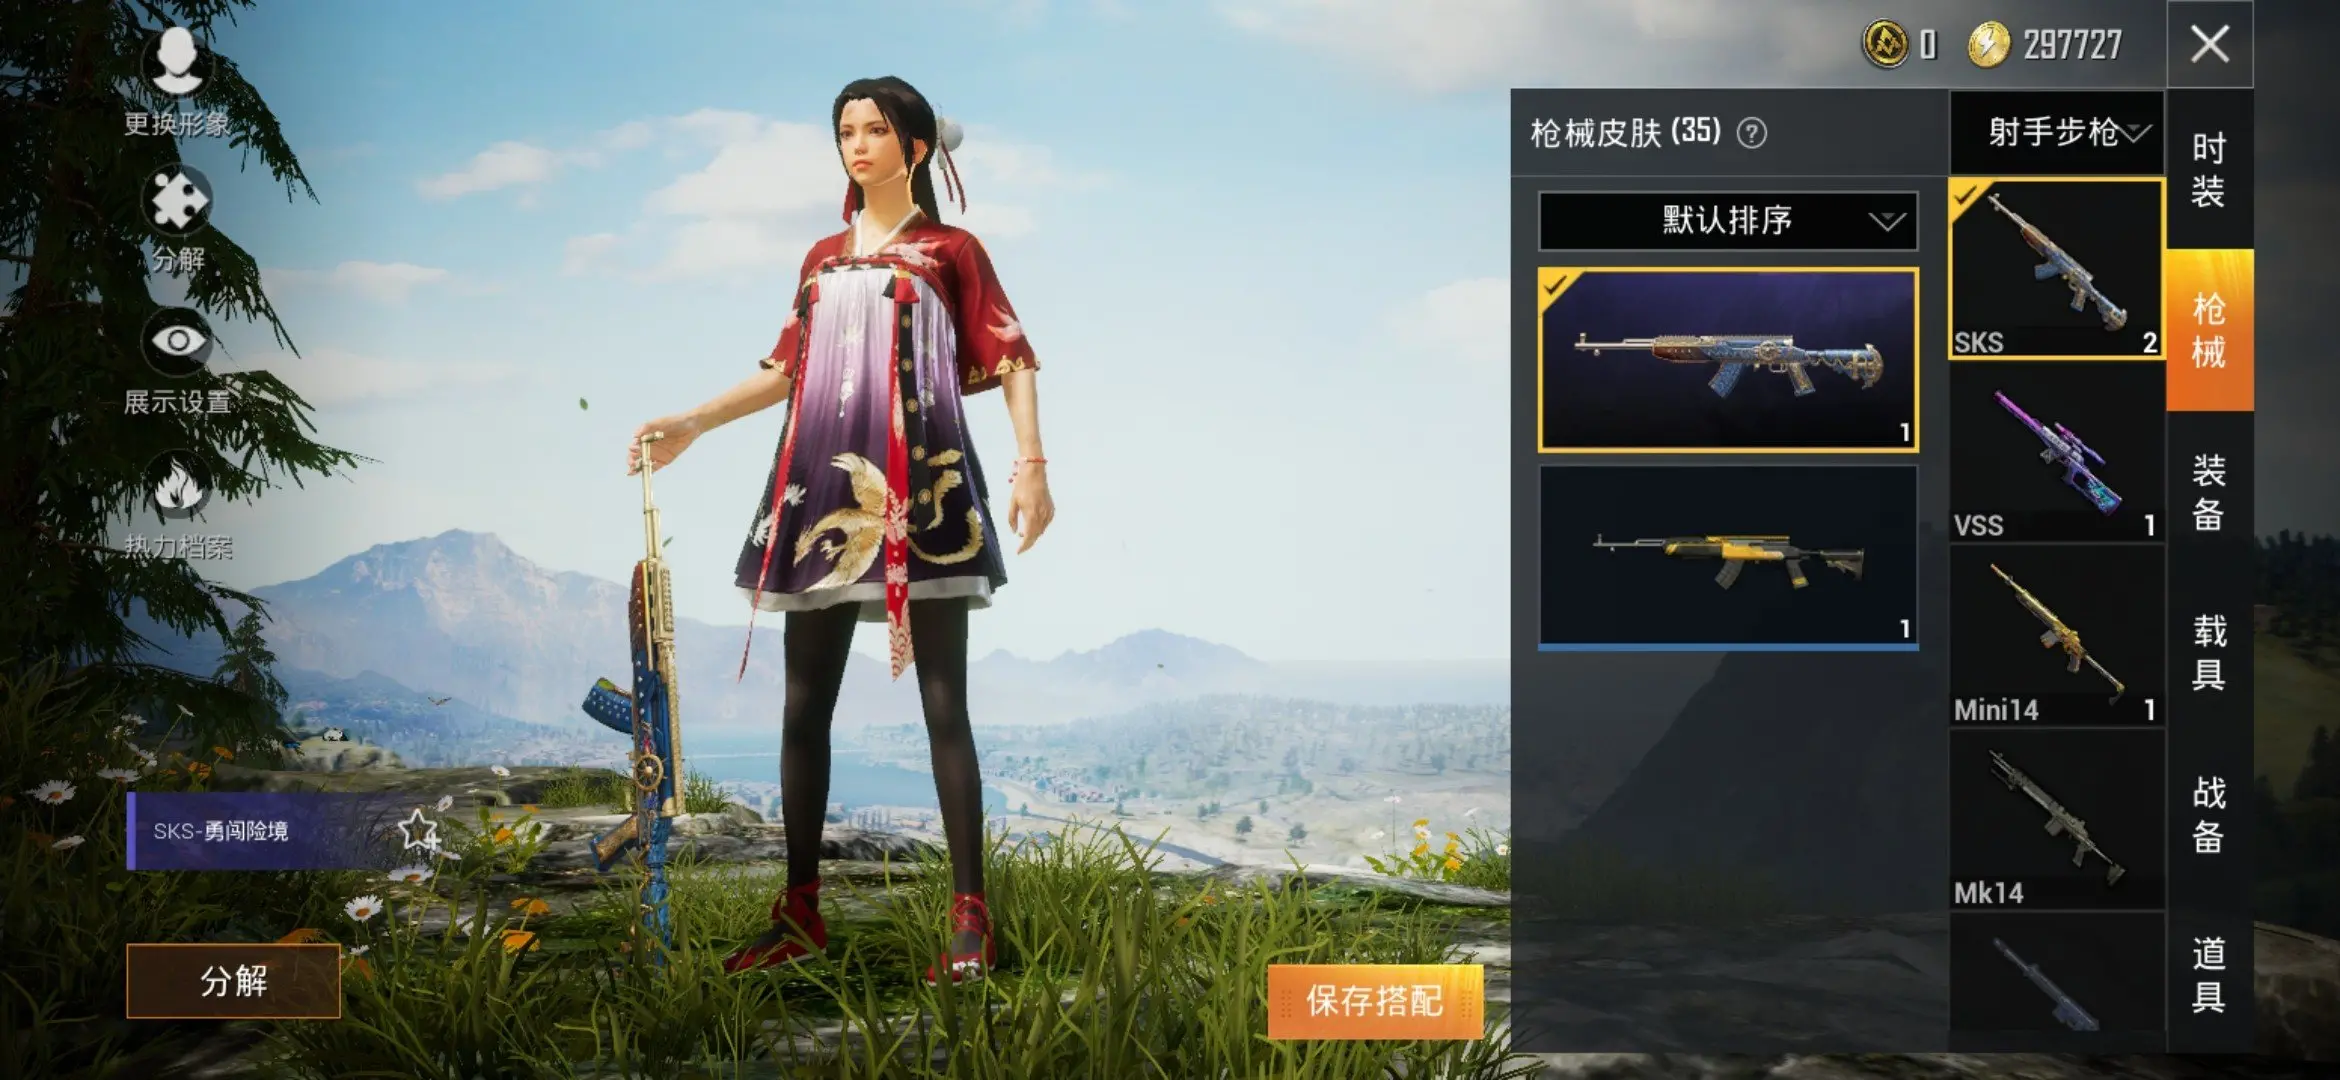 更换形象
分解
展示设置
热力档案
SKS-勇闯险境
分解
保存搭配
0
297727
枪械皮肤 (35)
?
默认排序
1
1
射手步枪
SKS
2
VSS
1
Mini14
1
Mk14
时装
枪械
装备
载具
战备
道具